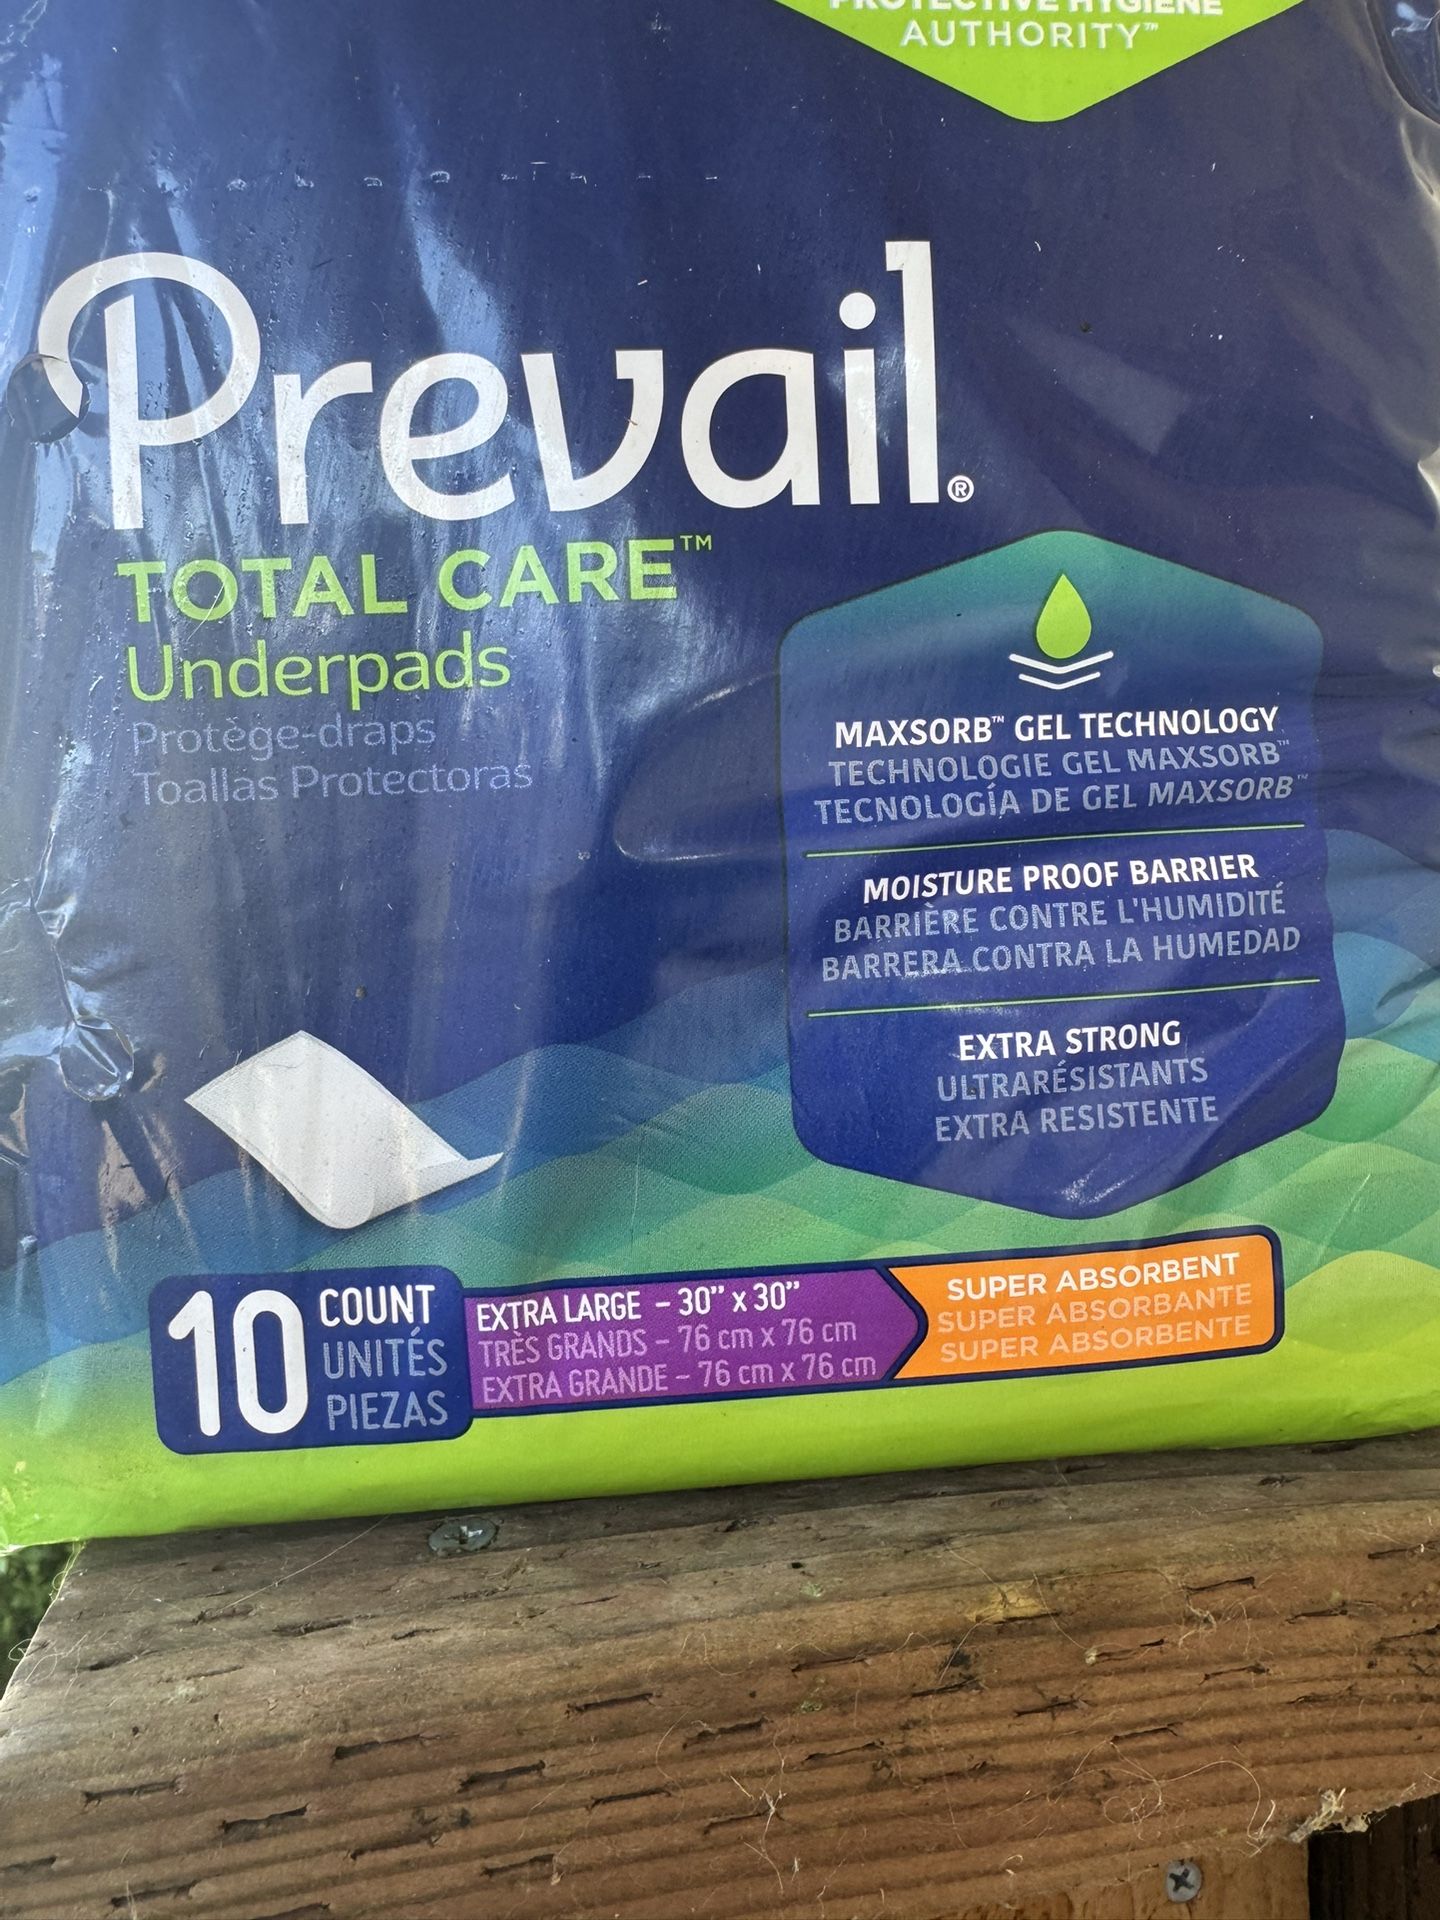 PROTECTIVE HYGIENE
AUTHORITY™
Prevail®
TOTAL CARE™
Underpads
Protège-draps
Toallas Protectoras
MAXSORB™ GEL TECHNOLOGY
TECHNOLOGIE GEL MAXSORB™
TECNOLOGÍA DE GEL MAXSORB™
MOISTURE PROOF BARRIER
BARRIÈRE CONTRE L'HUMIDITÉ
BARRERA CONTRA LA HUMEDAD
EXTRA STRONG
ULTRARÉSISTANTS
EXTRA RESISTENTE
10 COUNT
UNITÉS
PIEZAS
EXTRA LARGE – 30” x 30”
TRÈS GRANDS – 76 cm x 76 cm
EXTRA GRANDE – 76 cm x 76 cm
SUPER ABSORBENT
SUPER ABSORBANTE
SUPER ABSORBENTE